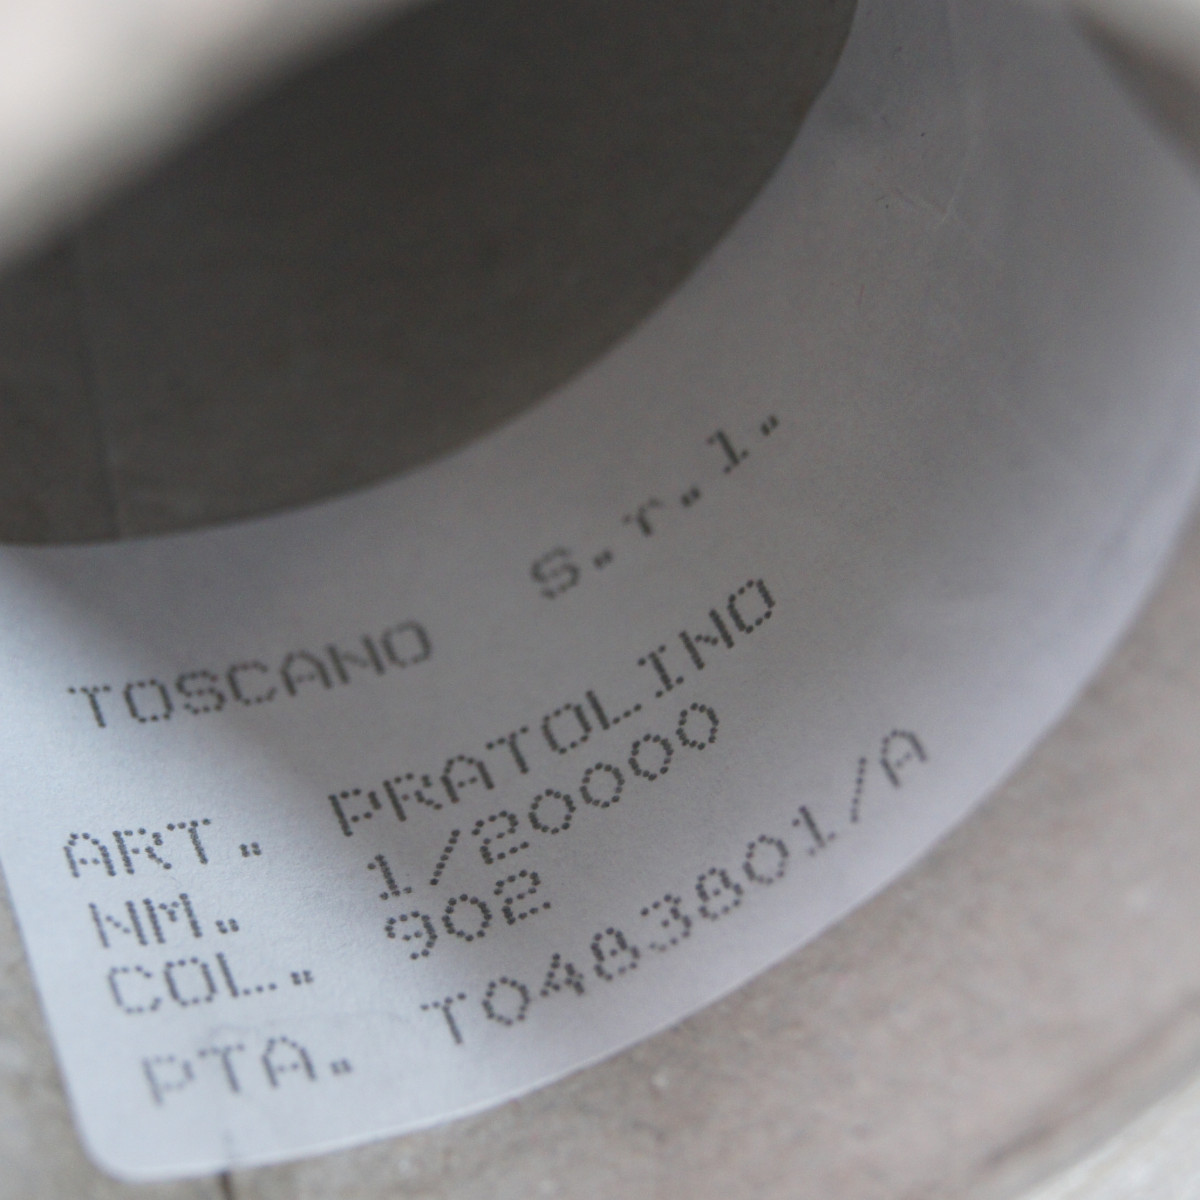 TOSCANO S.r.l.
ART. PRATOLINO
NM. 1/20000
COL. 902
PTA. T0483801/A